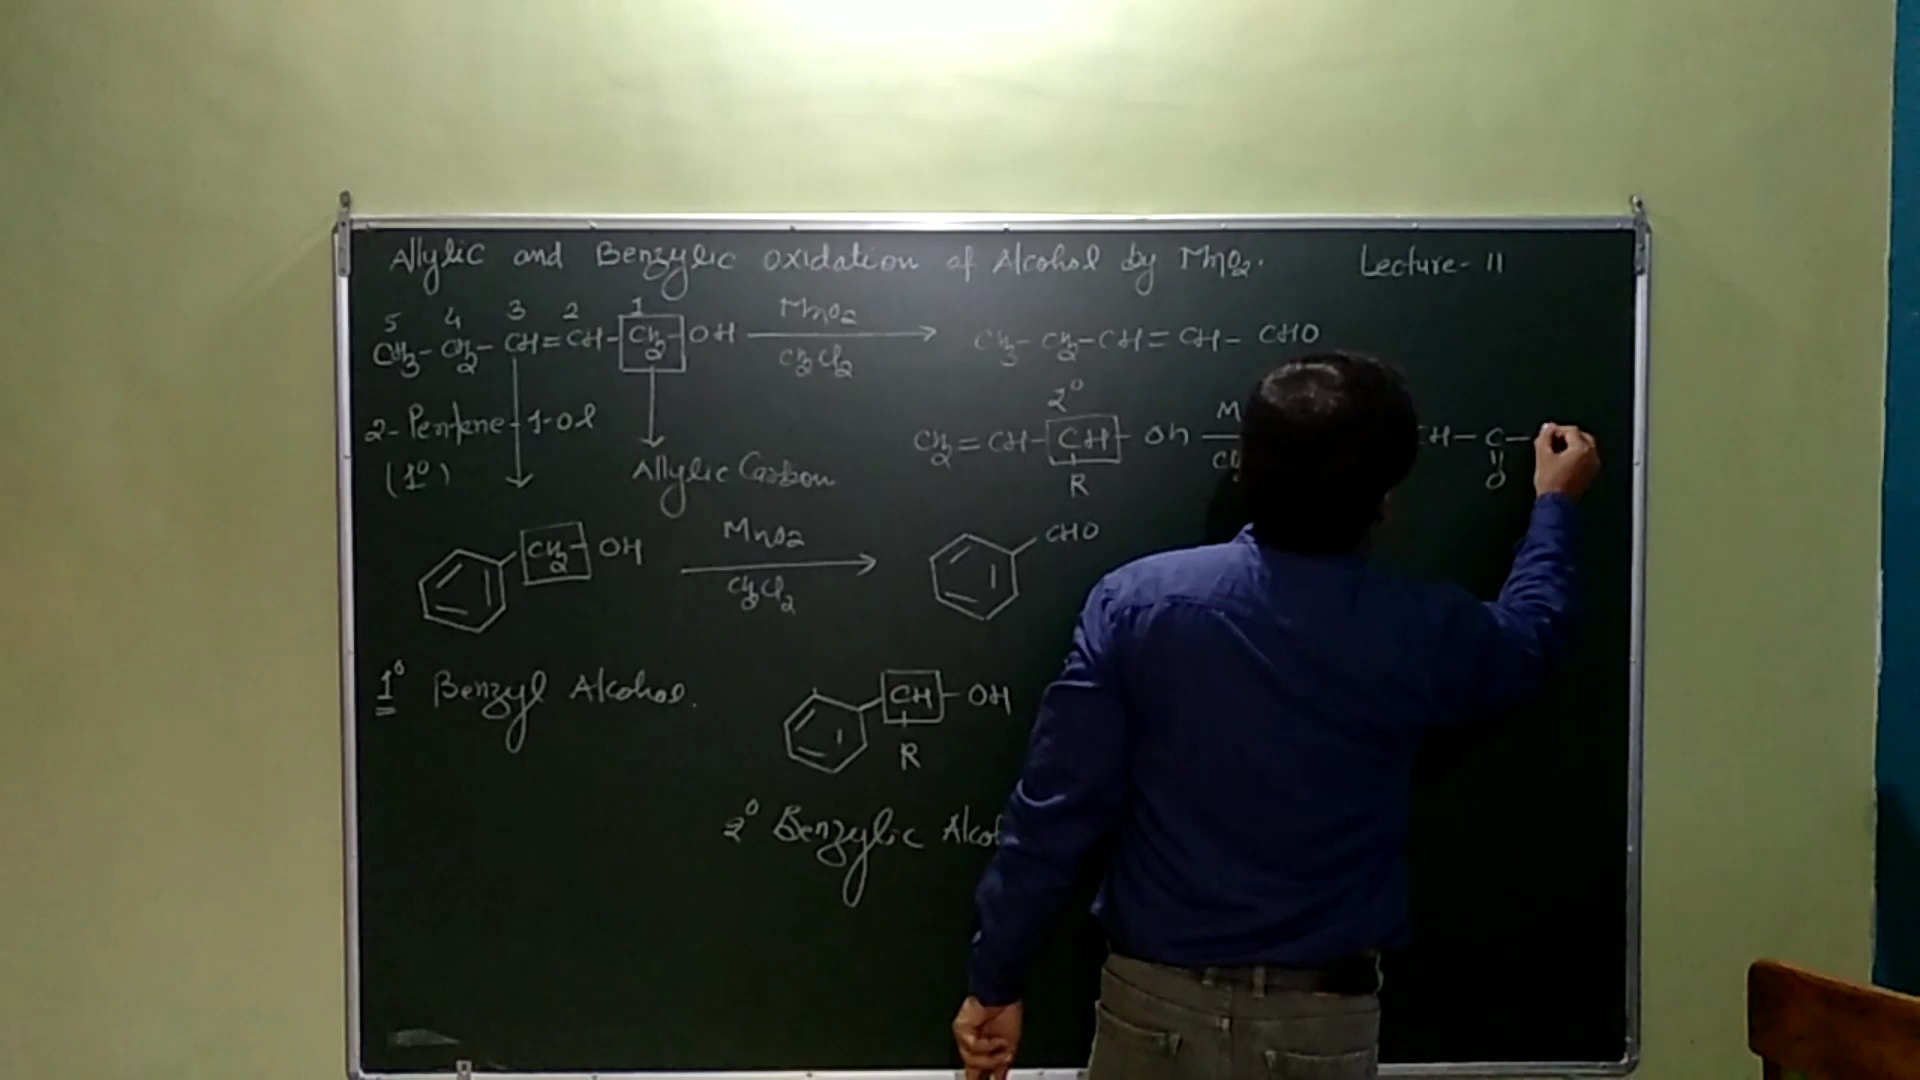 Allylic and Benzylic oxidation of Alcohol by MnO2. Lecture-11
5 4 3 2 1
CH3-CH2-CH=CH-CH2-OH MnO2 CH2Cl2 CH3-CH2-CH=CH-CHO
2-Pentene-1-ol
(1°)
Allylic Carbon
2°
CH2=CH-CH-OH
R
CH-C-
O
CH2-OH MnO2 CH2Cl2 CHO
1° Benzyl Alcohol.
CH-OH
R
2° Benzylic